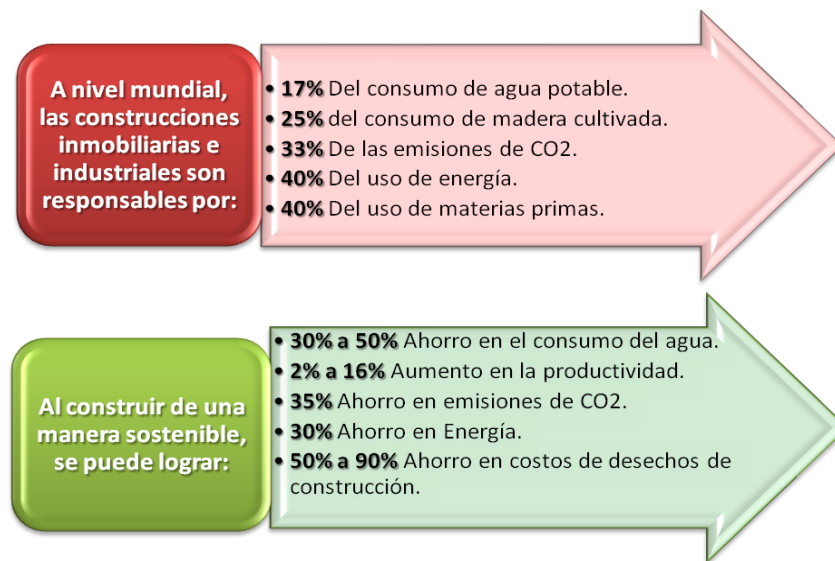 A nivel mundial,
las construcciones
inmobiliarias e
industriales son
responsables por:
• 17% Del consumo de agua potable.
• 25% del consumo de madera cultivada.
• 33% De las emisiones de CO2.
• 40% Del uso de energía.
• 40% Del uso de materias primas.
Al construir de una
manera sostenible,
se puede lograr:
• 30% a 50% Ahorro en el consumo del agua.
• 2% a 16% Aumento en la productividad.
• 35% Ahorro en emisiones de CO2.
• 30% Ahorro en Energía.
• 50% a 90% Ahorro en costos de desechos de
construcción.